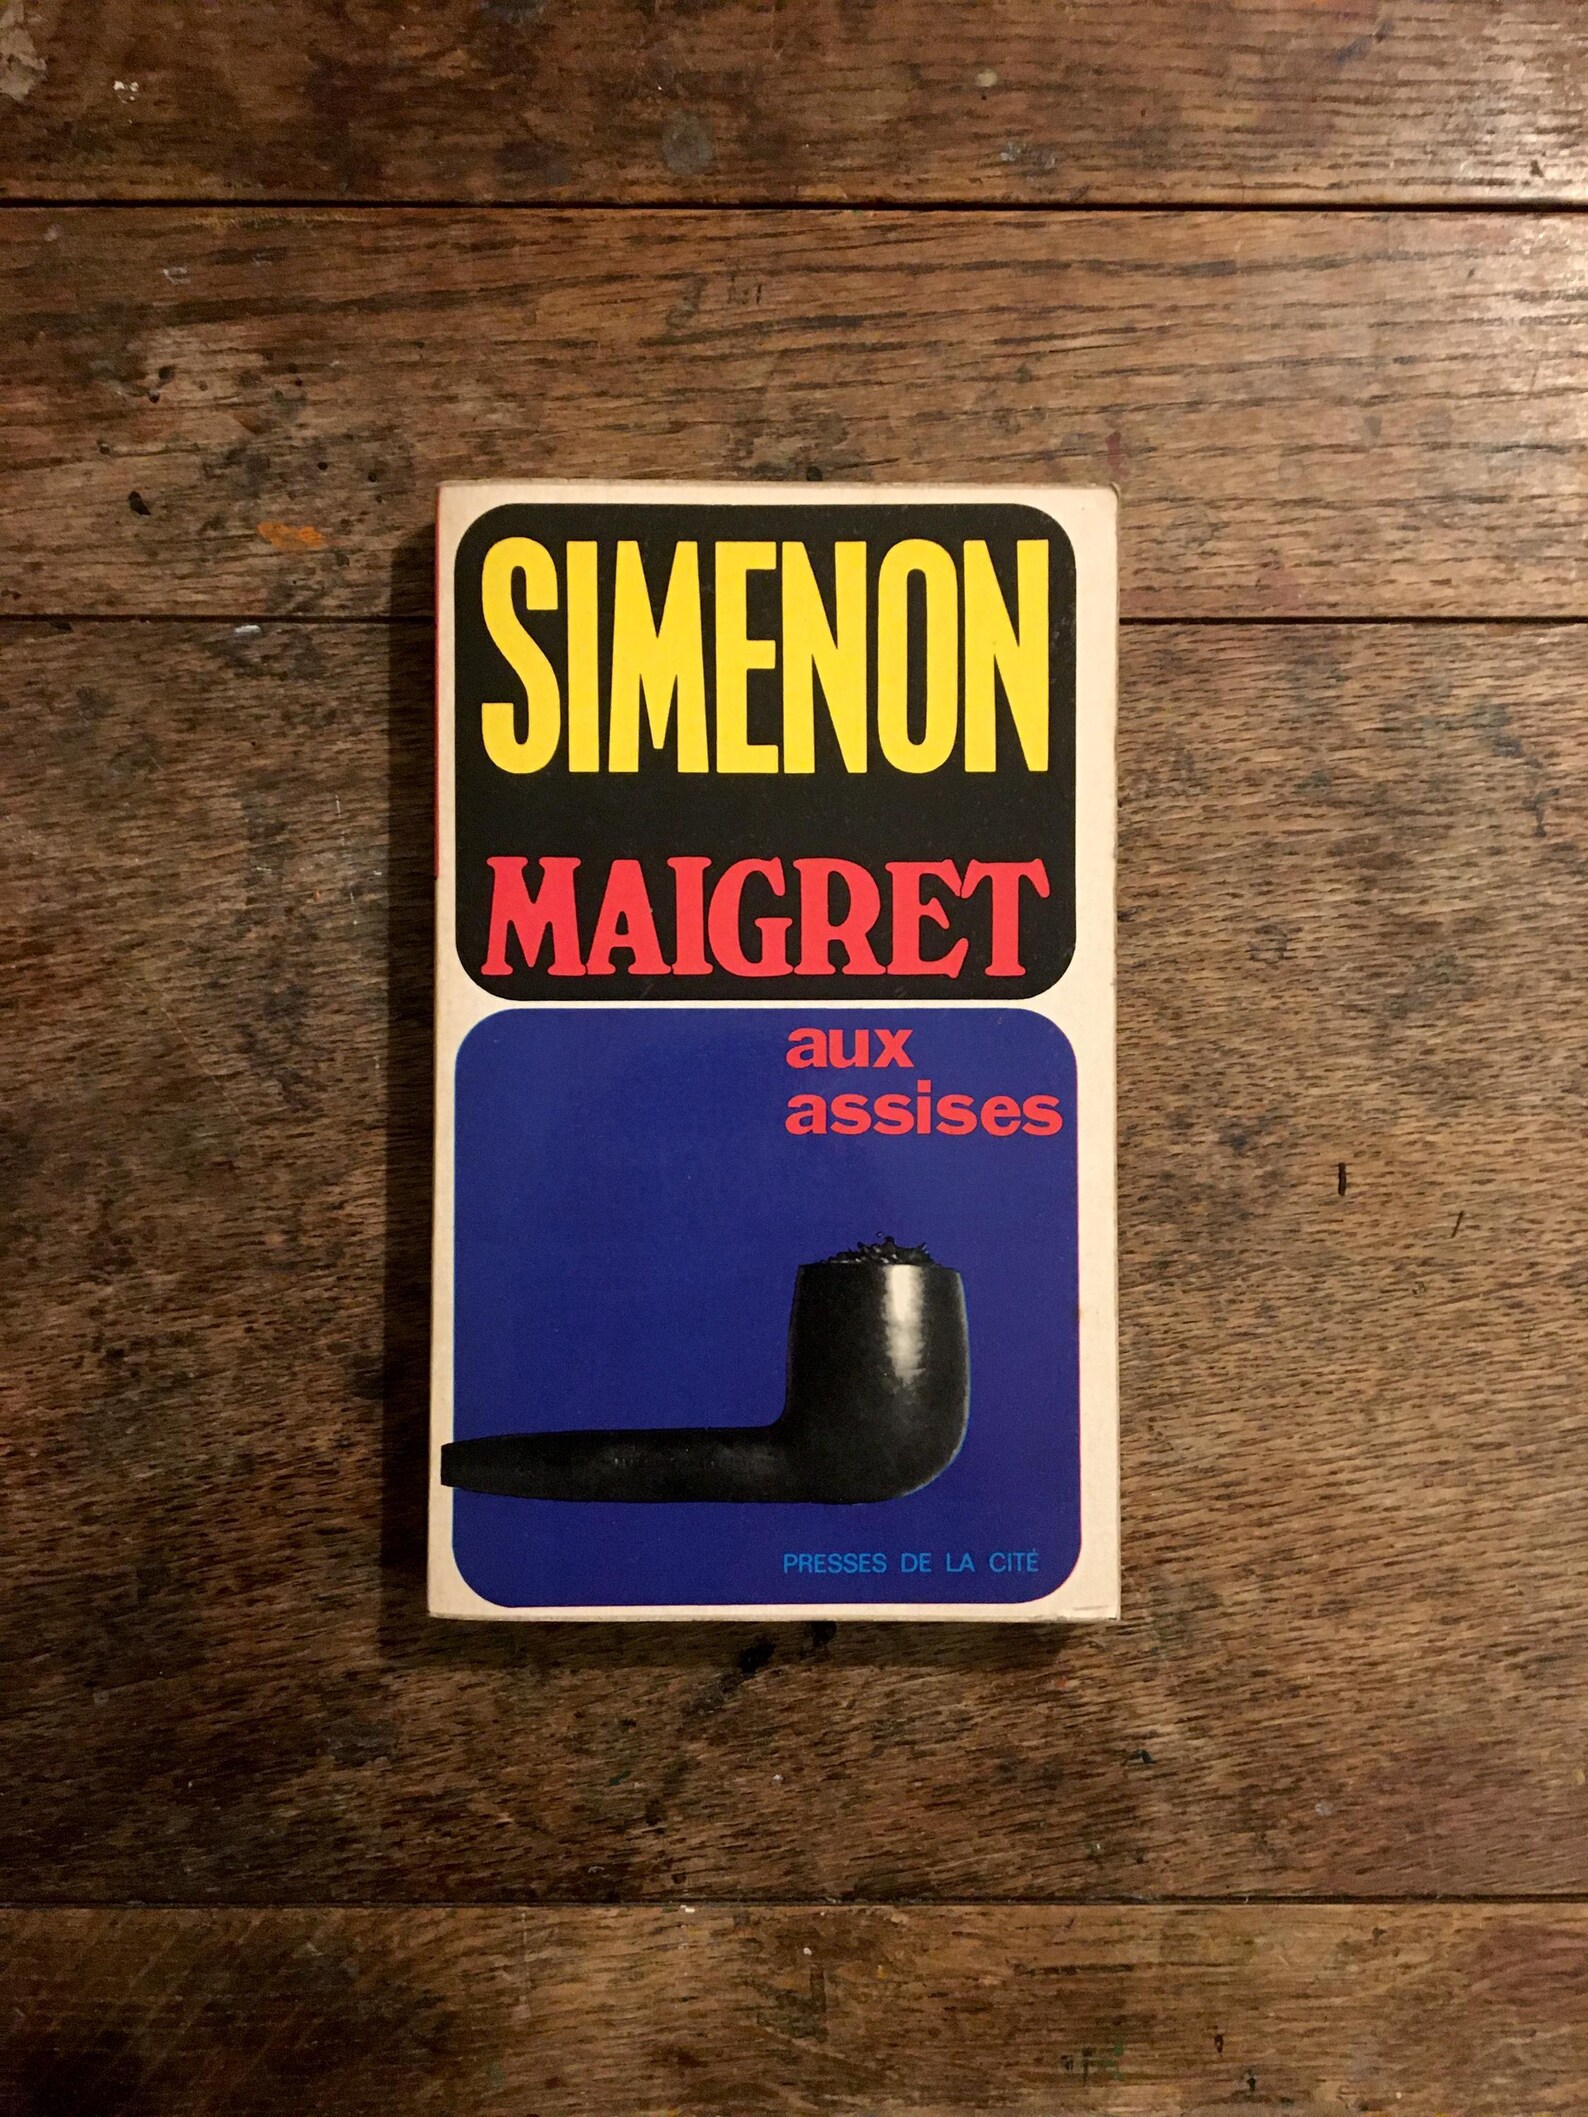 SIMENON
MAIGRET
aux
assises
PRESSES DE LA CITÉ